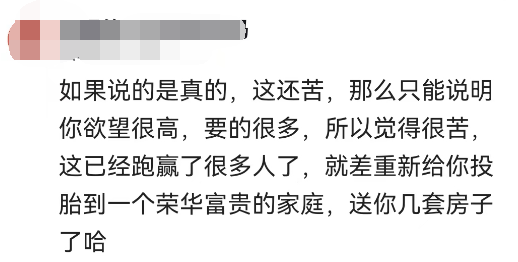 如果说的是真的，这还苦，那么只能说明
你欲望很高，要的很多，所以觉得很苦，
这已经跑赢了很多人了，就差重新给你投
胎到一个荣华富贵的家庭，送你几套房子
了哈